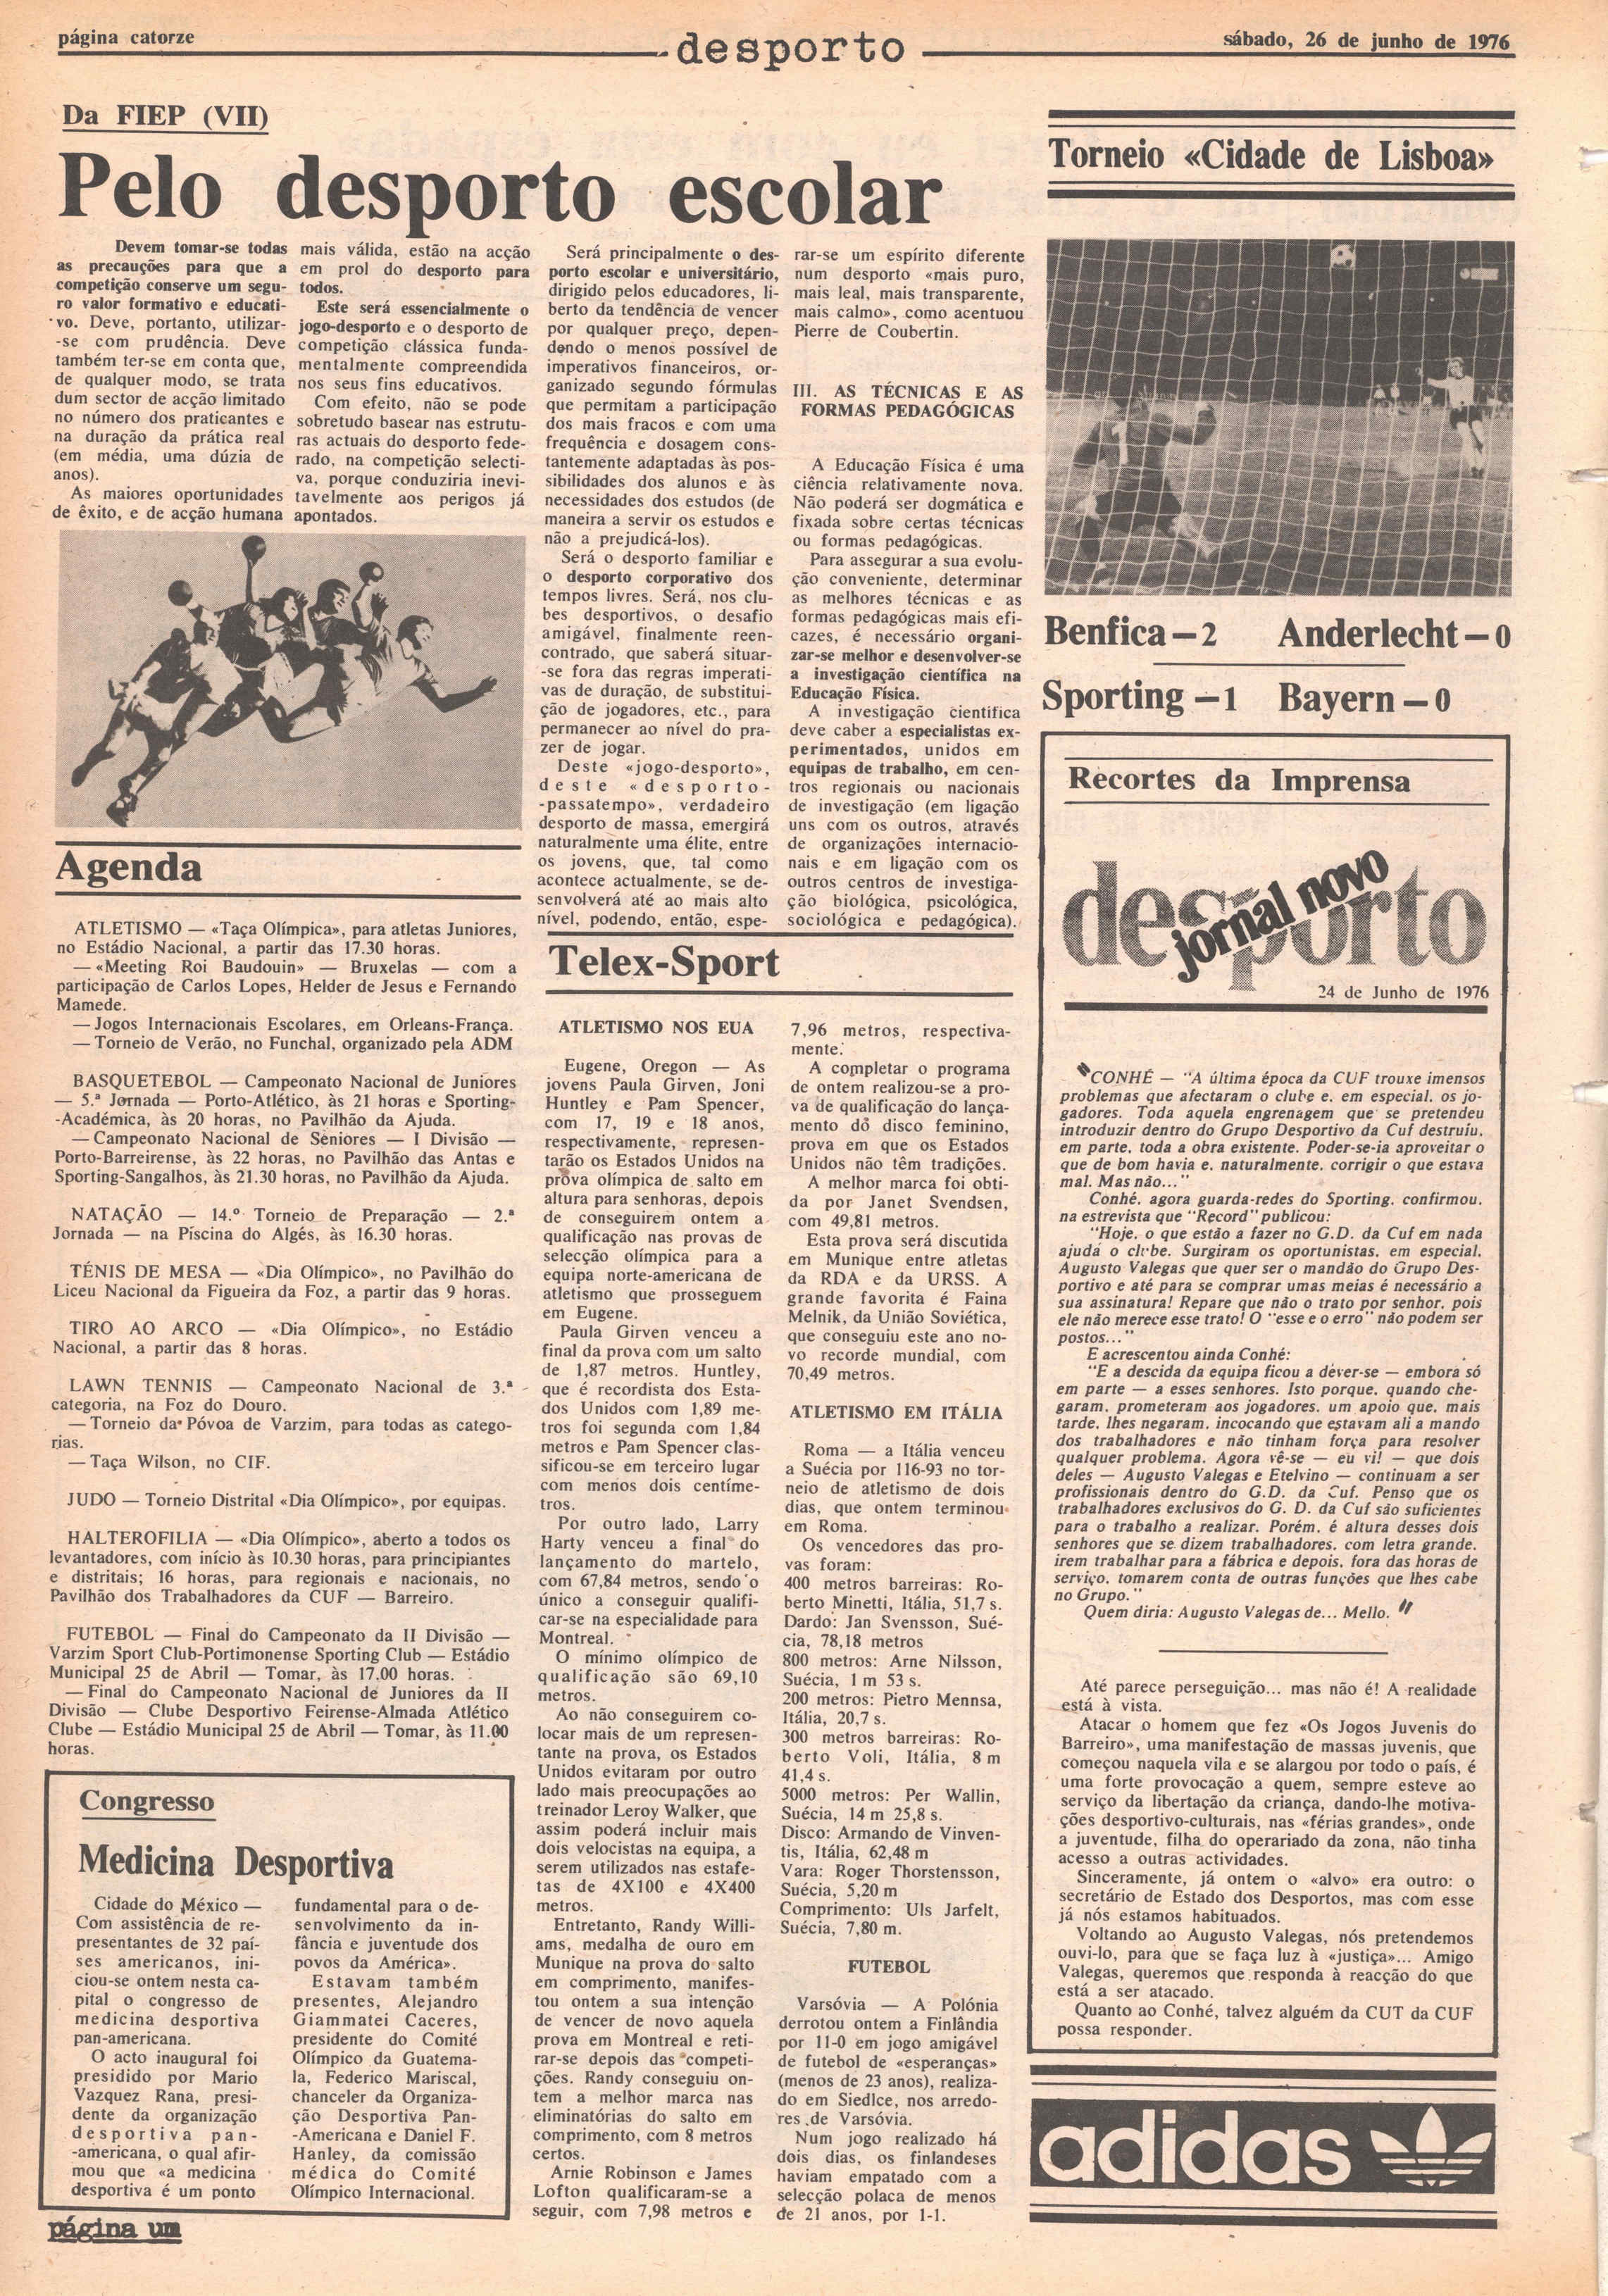 página catorze
desporto
sábado, 26 de junho de 1976
Da FIEP (VII)
Pelo desporto escolar
Devem tomar-se todas
as precauções para que a
competição conserve um segu-
ro valor formativo e educati-
vo. Deve, portanto, utilizar-
-se com prudência. Deve
também ter-se em conta que,
de qualquer modo, se trata
dum sector de acção limitado
no número dos praticantes e
na duração da prática real
(em média, uma dúzia de
anos).
As maiores oportunidades
de êxito, e de acção humana
mais válida, estão na acção
em prol do desporto para
todos.
Este será essencialmente o
jogo-desporto e o desporto de
competição clássica funda-
mentalmente compreendida
nos seus fins educativos.
Com efeito, não se pode
sobretudo basear nas estrutu-
ras actuais do desporto fede-
rado, na competição selecti-
va, porque conduziria inevi-
tavelmente aos perigos já
apontados.
Será principalmente o des-
porto escolar e universitário,
dirigido pelos educadores, li-
berto da tendência de vencer
por qualquer preço, depen-
dendo o menos possível de
imperativos financeiros, or-
ganizado segundo fórmulas
que permitam a participação
dos mais fracos e com uma
frequência e dosagem cons-
tantemente adaptadas às pos-
sibilidades dos alunos e às
necessidades dos estudos (de
maneira a servir os estudos e
não a prejudicá-los).
Será o desporto familiar e
o desporto corporativo dos
tempos livres. Será, nos clu-
bes desportivos, o desafio
amigável, finalmente reen-
contrado, que saberá situar-
-se fora das regras imperati-
vas de duração, de substitui-
ção de jogadores, etc., para
permanecer ao nível do pra-
zer de jogar.
Deste «jogo-desporto»,
deste «desporto-
-passatempo», verdadeiro
desporto de massa, emergirá
naturalmente uma élite, entre
os jovens, que, tal como
acontece actualmente, se de-
senvolverá até ao mais alto
nível, podendo, então, espe-
rar-se um espírito diferente
num desporto «mais puro,
mais leal, mais transparente,
mais calmo», como acentuou
Pierre de Coubertin.
III. AS TÉCNICAS E AS
FORMAS PEDAGÓGICAS
A Educação Física é uma
ciência relativamente nova.
Não poderá ser dogmática e
fixada sobre certas técnicas
ou formas pedagógicas.
Para assegurar a sua evolu-
ção conveniente, determinar
as melhores técnicas e as
formas pedagógicas mais efi-
cazes, é necessário organi-
zar-se melhor e desenvolver-se
a investigação científica na
Educação Física.
A investigação cientifica
deve caber a especialistas ex-
perimentados, unidos em
equipas de trabalho, em cen-
tros regionais ou nacionais
de investigação (em ligação
uns com os outros, através
de organizações internacio-
nais e em ligação com os
outros centros de investiga-
ção biológica, psicológica,
sociológica e pedagógica).
Agenda
ATLETISMO — «Taça Olímpica», para atletas Juniores,
no Estádio Nacional, a partir das 17.30 horas.
— «Meeting Roi Baudouin» — Bruxelas — com a
participação de Carlos Lopes, Helder de Jesus e Fernando
Mamede.
— Jogos Internacionais Escolares, em Orleans-França.
— Torneio de Verão, no Funchal, organizado pela ADM
BASQUETEBOL — Campeonato Nacional de Juniores
— 5.ª Jornada — Porto-Atlético, às 21 horas e Sporting-
-Académica, às 20 horas, no Pavilhão da Ajuda.
— Campeonato Nacional de Séniores — I Divisão —
Porto-Barreirense, às 22 horas, no Pavilhão das Antas e
Sporting-Sangalhos, às 21.30 horas, no Pavilhão da Ajuda.
NATAÇÃO — 14.º Torneio de Preparação — 2.ª
Jornada — na Piscina do Algés, às 16.30 horas.
TÉNIS DE MESA — «Dia Olímpico», no Pavilhão do
Liceu Nacional da Figueira da Foz, a partir das 9 horas.
TIRO AO ARCO — «Dia Olímpico», no Estádio
Nacional, a partir das 8 horas.
LAWN TENNIS — Campeonato Nacional de 3.ª
categoria, na Foz do Douro.
— Torneio da Póvoa de Varzim, para todas as catego-
rias.
— Taça Wilson, no CIF.
JUDO — Torneio Distrital «Dia Olímpico», por equipas.
HALTEROFILIA — «Dia Olímpico», aberto a todos os
levantadores, com início às 10.30 horas, para principiantes
e distritais; 16 horas, para regionais e nacionais, no
Pavilhão dos Trabalhadores da CUF — Barreiro.
FUTEBOL — Final do Campeonato da II Divisão —
Varzim Sport Club-Portimonense Sporting Club — Estádio
Municipal 25 de Abril — Tomar, às 17.00 horas.
— Final do Campeonato Nacional de Juniores da II
Divisão — Clube Desportivo Feirense-Almada Atlético
Clube — Estádio Municipal 25 de Abril — Tomar, às 11.00
horas.
Congresso
Medicina Desportiva
Cidade do México —
Com assistência de re-
presentantes de 32 paí-
ses americanos, ini-
ciou-se ontem nesta ca-
pital o congresso de
medicina desportiva
pan-americana.
O acto inaugural foi
presidido por Mario
Vazquez Rana, presi-
dente da organização
desportiva pan-
-americana, o qual afir-
mou que «a medicina
desportiva é um ponto
fundamental para o de-
senvolvimento da in-
fância e juventude dos
povos da América».
Estavam também
presentes, Alejandro
Giammatei Caceres,
presidente do Comité
Olímpico da Guatema-
la, Federico Mariscal,
chanceler da Organiza-
ção Desportiva Pan-
-Americana e Daniel F.
Hanley, da comissão
médica do Comité
Olímpico Internacional.
página um
Telex-Sport
ATLETISMO NOS EUA
Eugene, Oregon — As
jovens Paula Girven, Joni
Huntley e Pam Spencer,
com 17, 19 e 18 anos,
respectivamente, represen-
tarão os Estados Unidos na
prova olímpica de salto em
altura para senhoras, depois
de conseguirem ontem a
qualificação nas provas de
selecção olímpica para a
equipa norte-americana de
atletismo que prosseguem
em Eugene.
Paula Girven venceu a
final da prova com um salto
de 1,87 metros. Huntley,
que é recordista dos Esta-
dos Unidos com 1,89 me-
tros foi segunda com 1,84
metros e Pam Spencer clas-
sificou-se em terceiro lugar
com menos dois centíme-
tros.
Por outro lado, Larry
Harty venceu a final do
lançamento do martelo,
com 67,84 metros, sendo o
único a conseguir qualifi-
car-se na especialidade para
Montreal.
O mínimo olímpico de
qualificação são 69,10
metros.
Ao não conseguirem co-
locar mais de um represen-
tante na prova, os Estados
Unidos evitaram por outro
lado mais preocupações ao
treinador Leroy Walker, que
assim poderá incluir mais
dois velocistas na equipa, a
serem utilizados nas estafe-
tas de 4X100 e 4X400
metros.
Entretanto, Randy Willi-
ams, medalha de ouro em
Munique na prova do salto
em comprimento, manifes-
tou ontem a sua intenção
de vencer de novo aquela
prova em Montreal e reti-
rar-se depois das competi-
ções. Randy conseguiu on-
tem a melhor marca nas
eliminatórias do salto em
comprimento, com 8 metros
certos.
Arnie Robinson e James
Lofton qualificaram-se a
seguir, com 7,98 metros e
7,96 metros, respectiva-
mente.
A completar o programa
de ontem realizou-se a pro-
va de qualificação do lança-
mento do disco feminino,
prova em que os Estados
Unidos não têm tradições.
A melhor marca foi obti-
da por Janet Svendsen,
com 49,81 metros.
Esta prova será discutida
em Munique entre atletas
da RDA e da URSS. A
grande favorita é Faina
Melnik, da União Soviética,
que conseguiu este ano no-
vo recorde mundial, com
70,49 metros.
ATLETISMO EM ITÁLIA
Roma — a Itália venceu
a Suécia por 116-93 no tor-
neio de atletismo de dois
dias, que ontem terminou
em Roma.
Os vencedores das pro-
vas foram:
400 metros barreiras: Ro-
berto Minetti, Itália, 51,7 s.
Dardo: Jan Svensson, Sué-
cia, 78,18 metros
800 metros: Arne Nilsson,
Suécia, 1 m 53 s.
200 metros: Pietro Mennsa,
Itália, 20,7 s.
300 metros barreiras: Ro-
berto Voli, Itália, 8 m
41,4 s.
5000 metros: Per Wallin,
Suécia, 14 m 25,8 s.
Disco: Armando de Vinven-
tis, Itália, 62,48 m
Vara: Roger Thorstensson,
Suécia, 5,20 m
Comprimento: Uls Jarfelt,
Suécia, 7,80 m.
FUTEBOL
Varsóvia — A Polónia
derrotou ontem a Finlândia
por 11-0 em jogo amigável
de futebol de «esperanças»
(menos de 23 anos), realiza-
do em Siedlce, nos arredo-
res de Varsóvia.
Num jogo realizado há
dois dias, os finlandeses
haviam empatado com a
selecção polaca de menos
de 21 anos, por 1-1.
Torneio «Cidade de Lisboa»
1
Benfica — 2 Anderlecht — 0
Sporting — 1 Bayern — 0
Recortes da Imprensa
desporto
jornal novo
24 de Junho de 1976
"CONHÉ — "A última época da CUF trouxe imensos
problemas que afectaram o clube e, em especial, os jo-
gadores. Toda aquela engrenagem que se pretendeu
introduzir dentro do Grupo Desportivo da Cuf destruiu,
em parte, toda a obra existente. Poder-se-ia aproveitar o
que de bom havia e, naturalmente, corrigir o que estava
mal. Mas não..."
Conhé, agora guarda-redes do Sporting, confirmou,
na estrevista que "Record" publicou:
"Hoje, o que estão a fazer no G.D. da Cuf em nada
ajuda o clube. Surgiram os oportunistas, em especial,
Augusto Valegas que quer ser o mandão do Grupo Des-
portivo e até para se comprar umas meias é necessário a
sua assinatura! Repare que não o trato por senhor, pois
ele não merece esse trato! O "esse e o erro" não podem ser
postos..."
E acrescentou ainda Conhé:
"E a descida da equipa ficou a dever-se — embora só
em parte — a esses senhores. Isto porque, quando che-
garam, prometeram aos jogadores, um apoio que, mais
tarde, lhes negaram, incocando que estavam ali a mando
dos trabalhadores e não tinham força para resolver
qualquer problema. Agora vê-se — eu vi! — que dois
deles — Augusto Valegas e Etelvino — continuam a ser
profissionais dentro do G.D. da Cuf. Penso que os
trabalhadores exclusivos do G. D. da Cuf são suficientes
para o trabalho a realizar. Porém, é altura desses dois
senhores que se dizem trabalhadores, com letra grande,
irem trabalhar para a fábrica e depois, fora das horas de
serviço, tomarem conta de outras funções que lhes cabe
no Grupo."
Quem diria: Augusto Valegas de... Mello. "
Até parece perseguição... mas não é! A realidade
está à vista.
Atacar o homem que fez «Os Jogos Juvenis do
Barreiro», uma manifestação de massas juvenis, que
começou naquela vila e se alargou por todo o país, é
uma forte provocação a quem, sempre esteve ao
serviço da libertação da criança, dando-lhe motiva-
ções desportivo-culturais, nas «férias grandes», onde
a juventude, filha do operariado da zona, não tinha
acesso a outras actividades.
Sinceramente, já ontem o «alvo» era outro: o
secretário de Estado dos Desportos, mas com esse
já nós estamos habituados.
Voltando ao Augusto Valegas, nós pretendemos
ouvi-lo, para que se faça luz à «justiça»... Amigo
Valegas, queremos que responda à reacção do que
está a ser atacado.
Quanto ao Conhé, talvez alguém da CUT da CUF
possa responder.
adidas